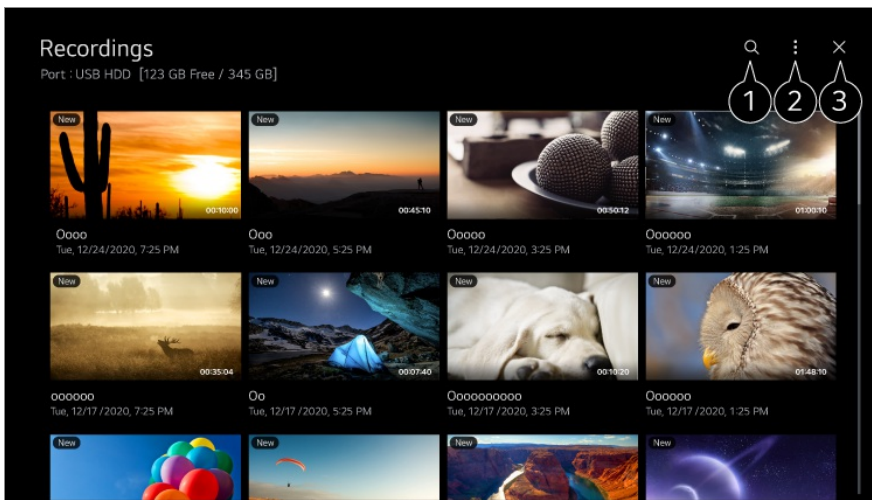 Recordings
Port : USB HDD [123 GB Free / 345 GB]
1 2 3
New New New New
00:10:00 00:45:10 00:50:12 01:00:10
Oooo Ooo Ooooo Oooooo
Tue, 12/24/2020, 7:25 PM Tue, 12/24/2020, 5:25 PM Tue, 12/24/2020, 3:25 PM Tue, 12/24/2020, 1:25 PM
New New New New
00:35:04 00:07:40 00:10:20 01:48:10
oooooo Oo Oooooooooo Oooooo
Tue, 12/17 /2020, 7:25 PM Tue, 12/17 /2020, 5:25 PM Tue, 12/17 /2020, 3:25 PM Tue, 12/17 /2020, 1:25 PM
New New New New